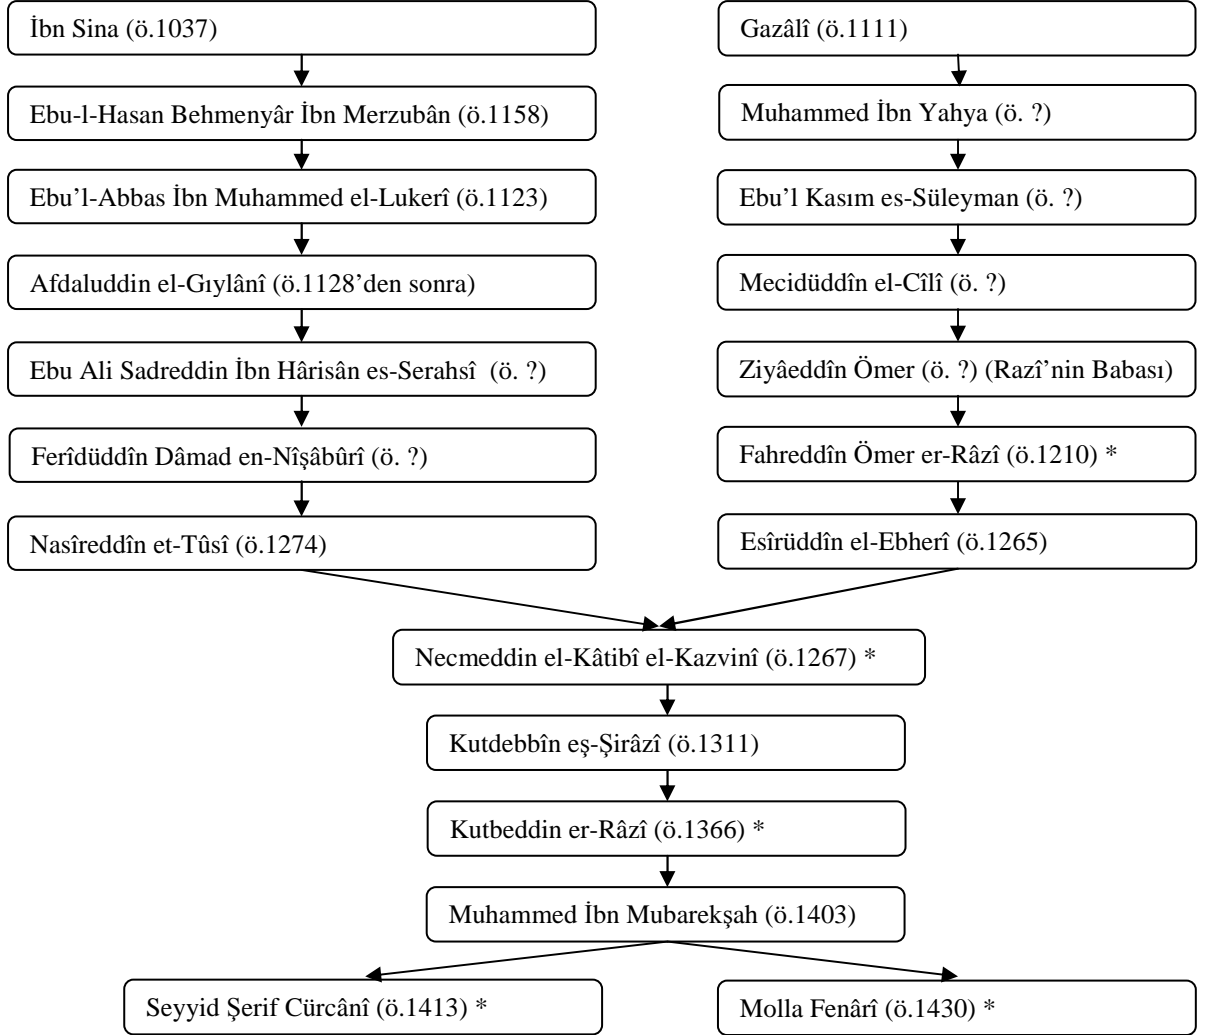 İbn Sina (ö.1037)
Ebu-l-Hasan Behmenyâr İbn Merzubân (ö.1158)
Ebu’l-Abbas İbn Muhammed el-Lukerî (ö.1123)
Afdaluddin el-Gıylânî (ö.1128’den sonra)
Ebu Ali Sadreddin İbn Hârisân es-Serahsî  (ö. ?)
Ferîdüddîn Dâmad en-Nîşâbûrî (ö. ?)
Nasîreddîn et-Tûsî (ö.1274)
Gazâlî (ö.1111)
Muhammed İbn Yahya (ö. ?)
Ebu’l Kasım es-Süleyman (ö. ?)
Mecidüddîn el-Cîlî (ö. ?)
Ziyâeddîn Ömer (ö. ?) (Razî’nin Babası)
Fahreddîn Ömer er-Râzî (ö.1210) *
Esîrüddîn el-Ebherî (ö.1265)
Necmeddin el-Kâtibî el-Kazvinî (ö.1267) *
Kutdebbîn eş-Şirâzî (ö.1311)
Kutbeddin er-Râzî (ö.1366) *
Muhammed İbn Mubarekşah (ö.1403)
Seyyid Şerif Cürcânî (ö.1413) *
Molla Fenârî (ö.1430) *